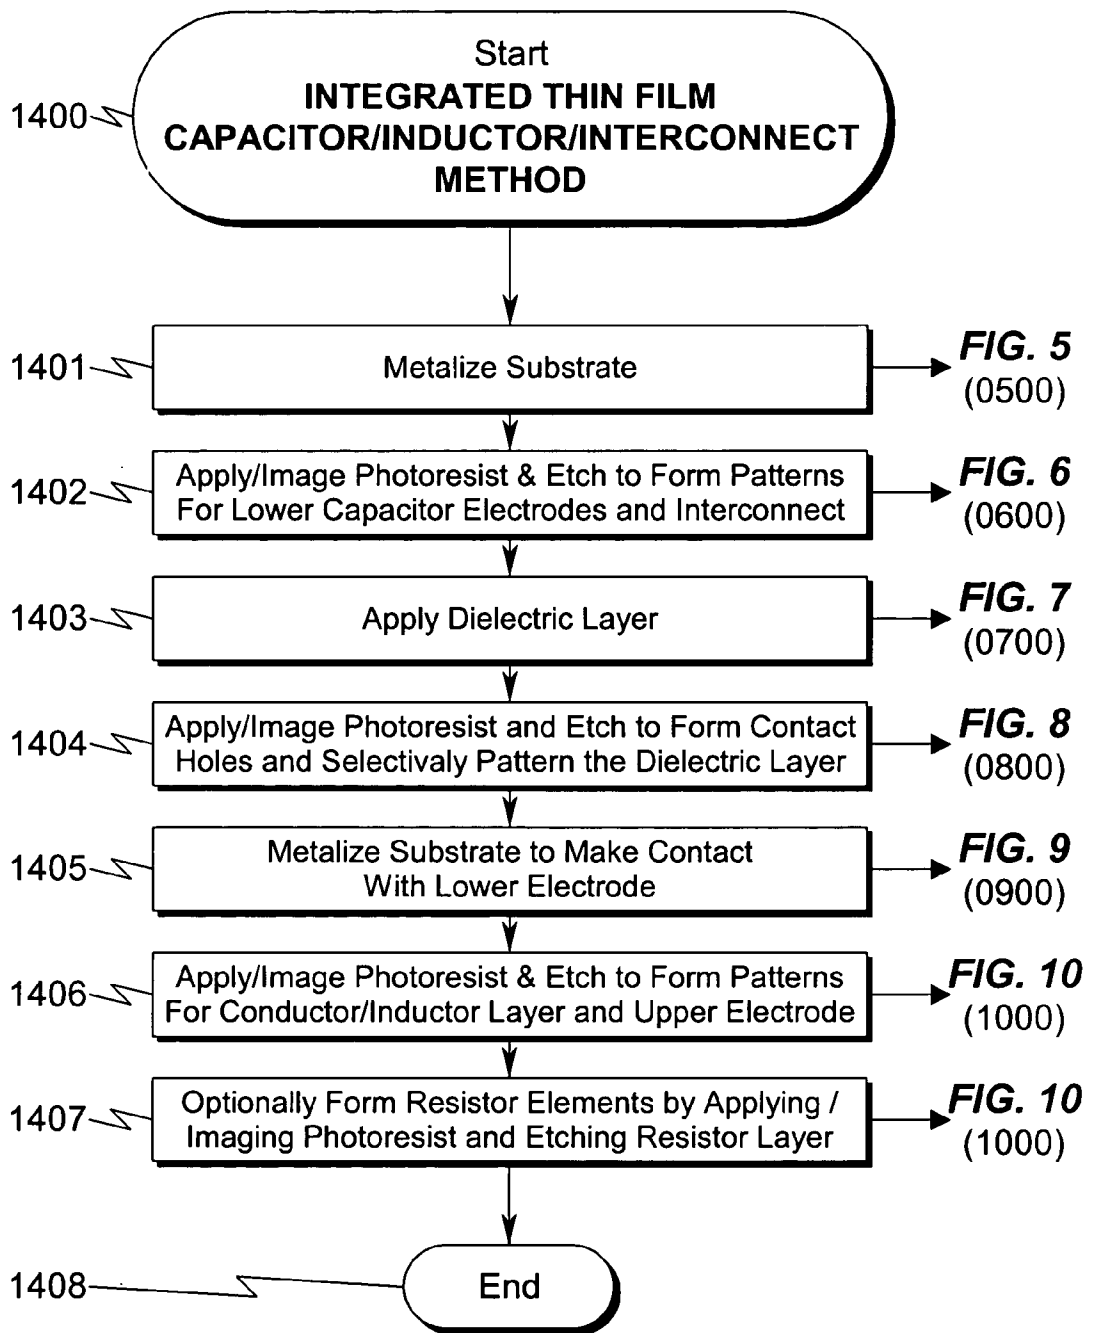 Start
INTEGRATED THIN FILM
CAPACITOR/INDUCTOR/INTERCONNECT
METHOD
1400
1401
Metalize Substrate
FIG. 5
(0500)
1402
Apply/Image Photoresist & Etch to Form Patterns
For Lower Capacitor Electrodes and Interconnect
FIG. 6
(0600)
1403
Apply Dielectric Layer
FIG. 7
(0700)
1404
Apply/Image Photoresist and Etch to Form Contact
Holes and Selectivaly Pattern the Dielectric Layer
FIG. 8
(0800)
1405
Metalize Substrate to Make Contact
With Lower Electrode
FIG. 9
(0900)
1406
Apply/Image Photoresist & Etch to Form Patterns
For Conductor/Inductor Layer and Upper Electrode
FIG. 10
(1000)
1407
Optionally Form Resistor Elements by Applying /
Imaging Photoresist and Etching Resistor Layer
FIG. 10
(1000)
1408
End